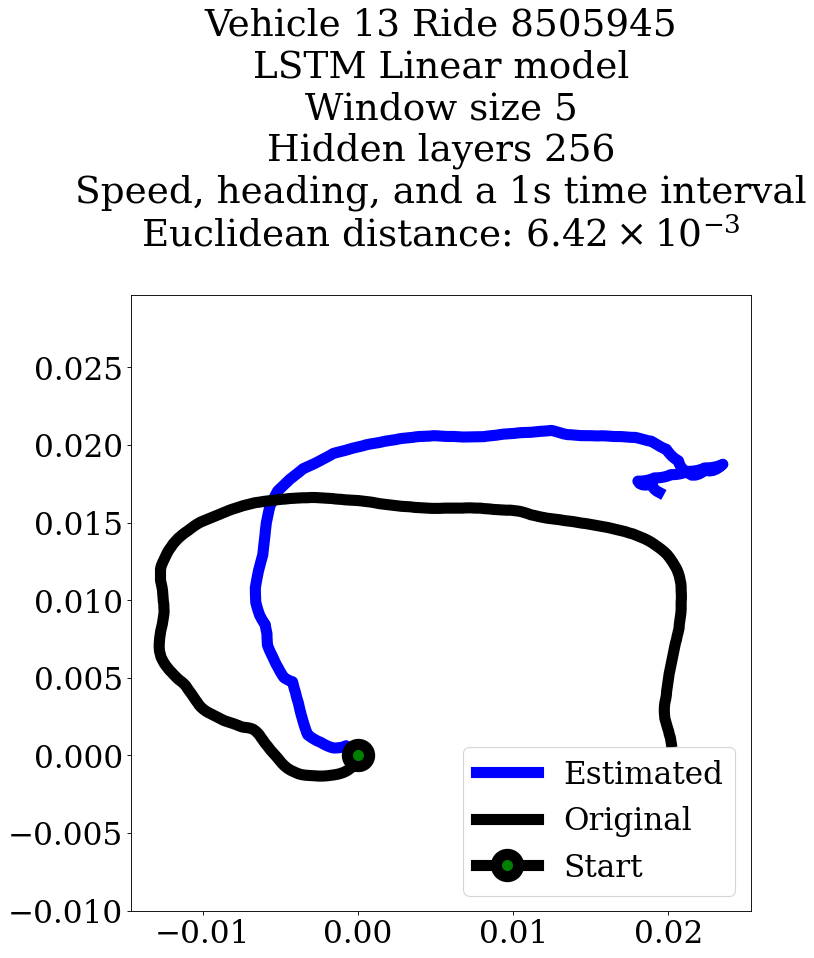 Vehicle 13 Ride 8505945
LSTM Linear model
Window size 5
Hidden layers 256
Speed, heading, and a 1s time interval
Euclidean distance: 6.42 × 10⁻³
0.025
0.020
0.015
0.010
0.005
0.000
−0.005
−0.010
−0.01 0.00 0.01 0.02
Estimated
Original
Start